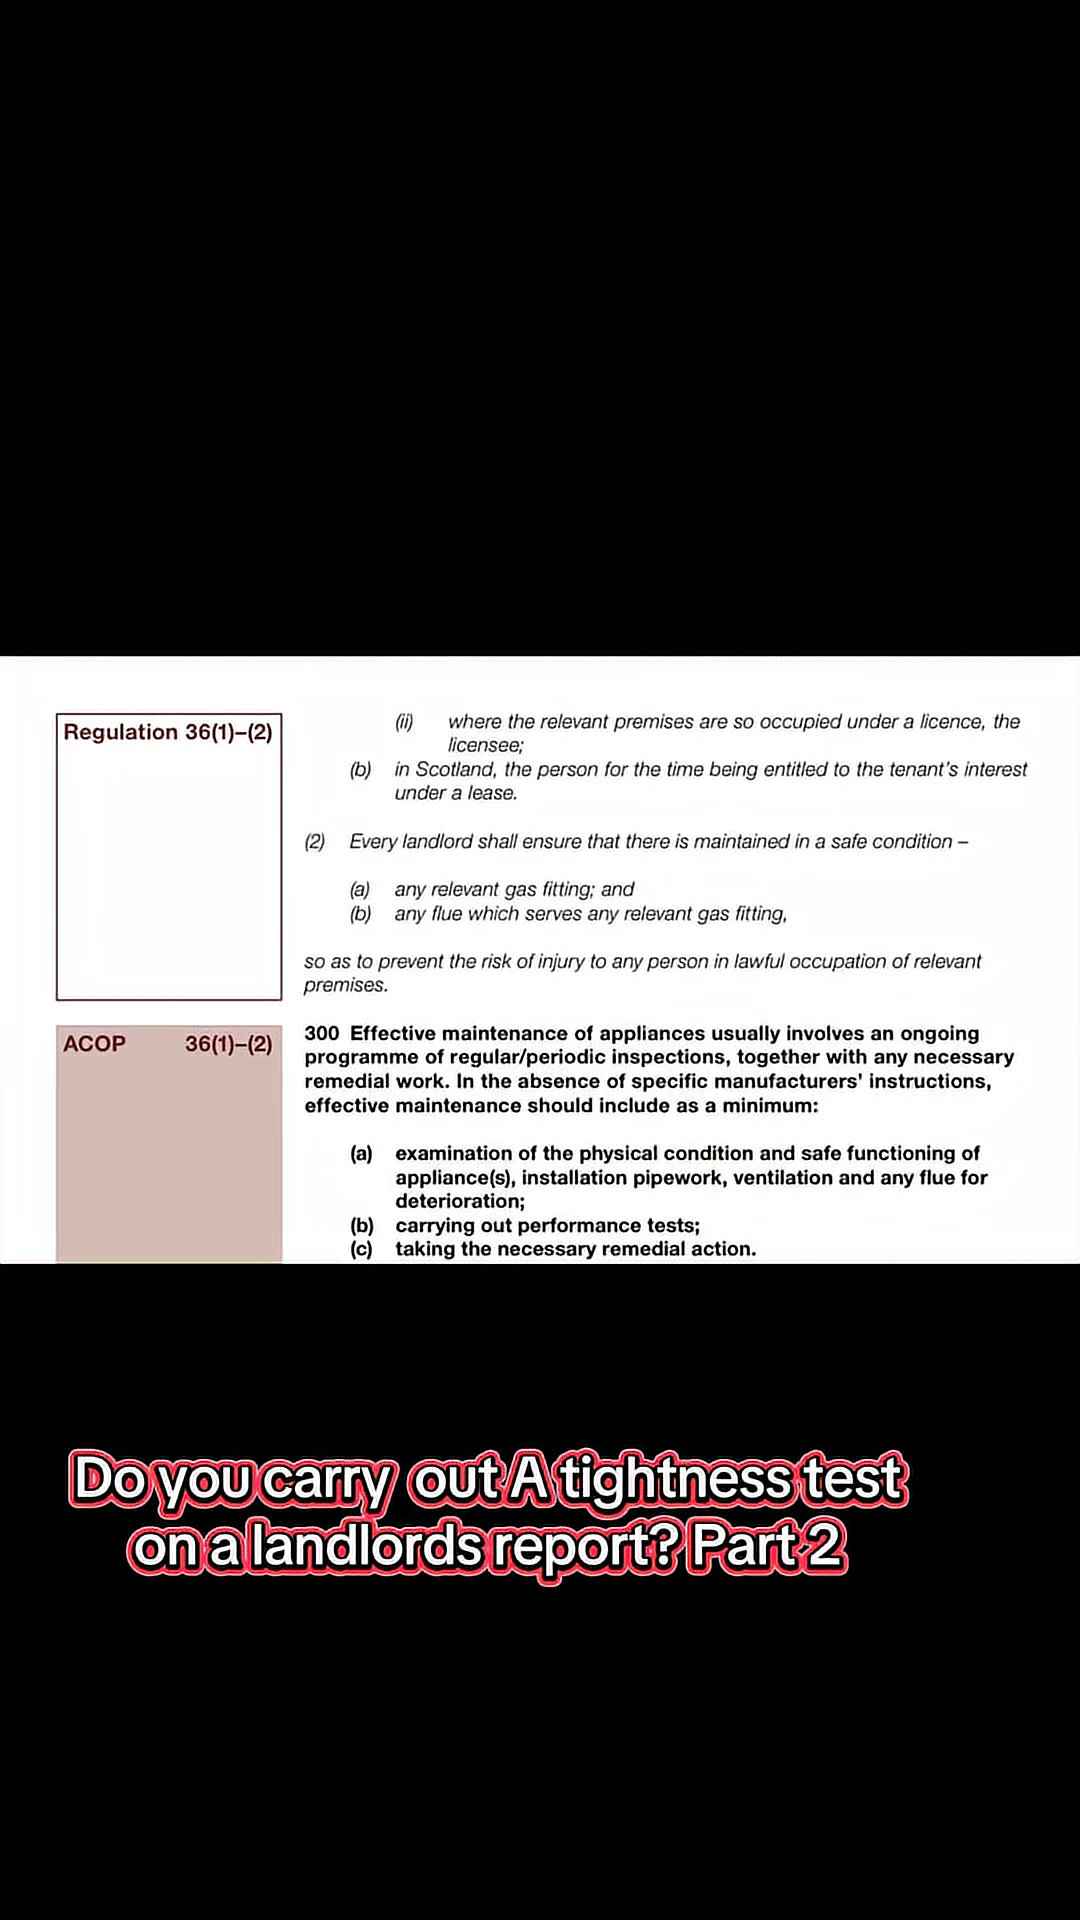 Regulation 36(1)–(2)
(ii) where the relevant premises are so occupied under a licence, the
licensee;
(b) in Scotland, the person for the time being entitled to the tenant's interest
under a lease.
(2) Every landlord shall ensure that there is maintained in a safe condition –
(a) any relevant gas fitting; and
(b) any flue which serves any relevant gas fitting,
so as to prevent the risk of injury to any person in lawful occupation of relevant
premises.
ACOP 36(1)–(2)
300 Effective maintenance of appliances usually involves an ongoing
programme of regular/periodic inspections, together with any necessary
remedial work. In the absence of specific manufacturers' instructions,
effective maintenance should include as a minimum:
(a) examination of the physical condition and safe functioning of
appliance(s), installation pipework, ventilation and any flue for
deterioration;
(b) carrying out performance tests;
(c) taking the necessary remedial action.
Do you carry out A tightness test
on a landlords report? Part 2